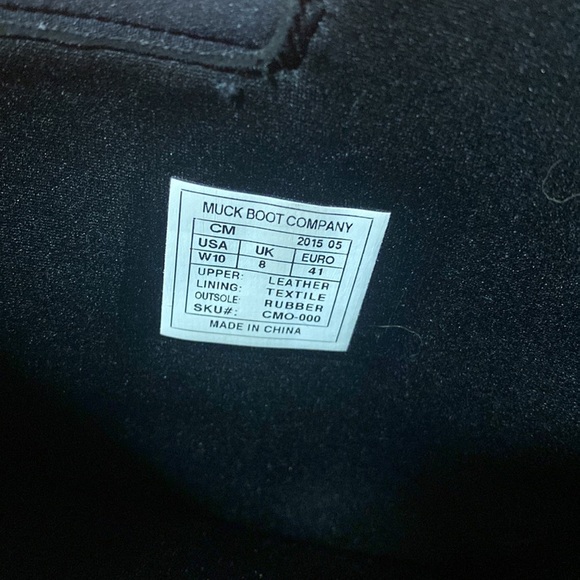 MUCK BOOT COMPANY
CM 2015 05
USA UK EURO
W10 8 41
UPPER: LEATHER
LINING: TEXTILE
OUTSOLE: RUBBER
SKU#: CMO-000
MADE IN CHINA